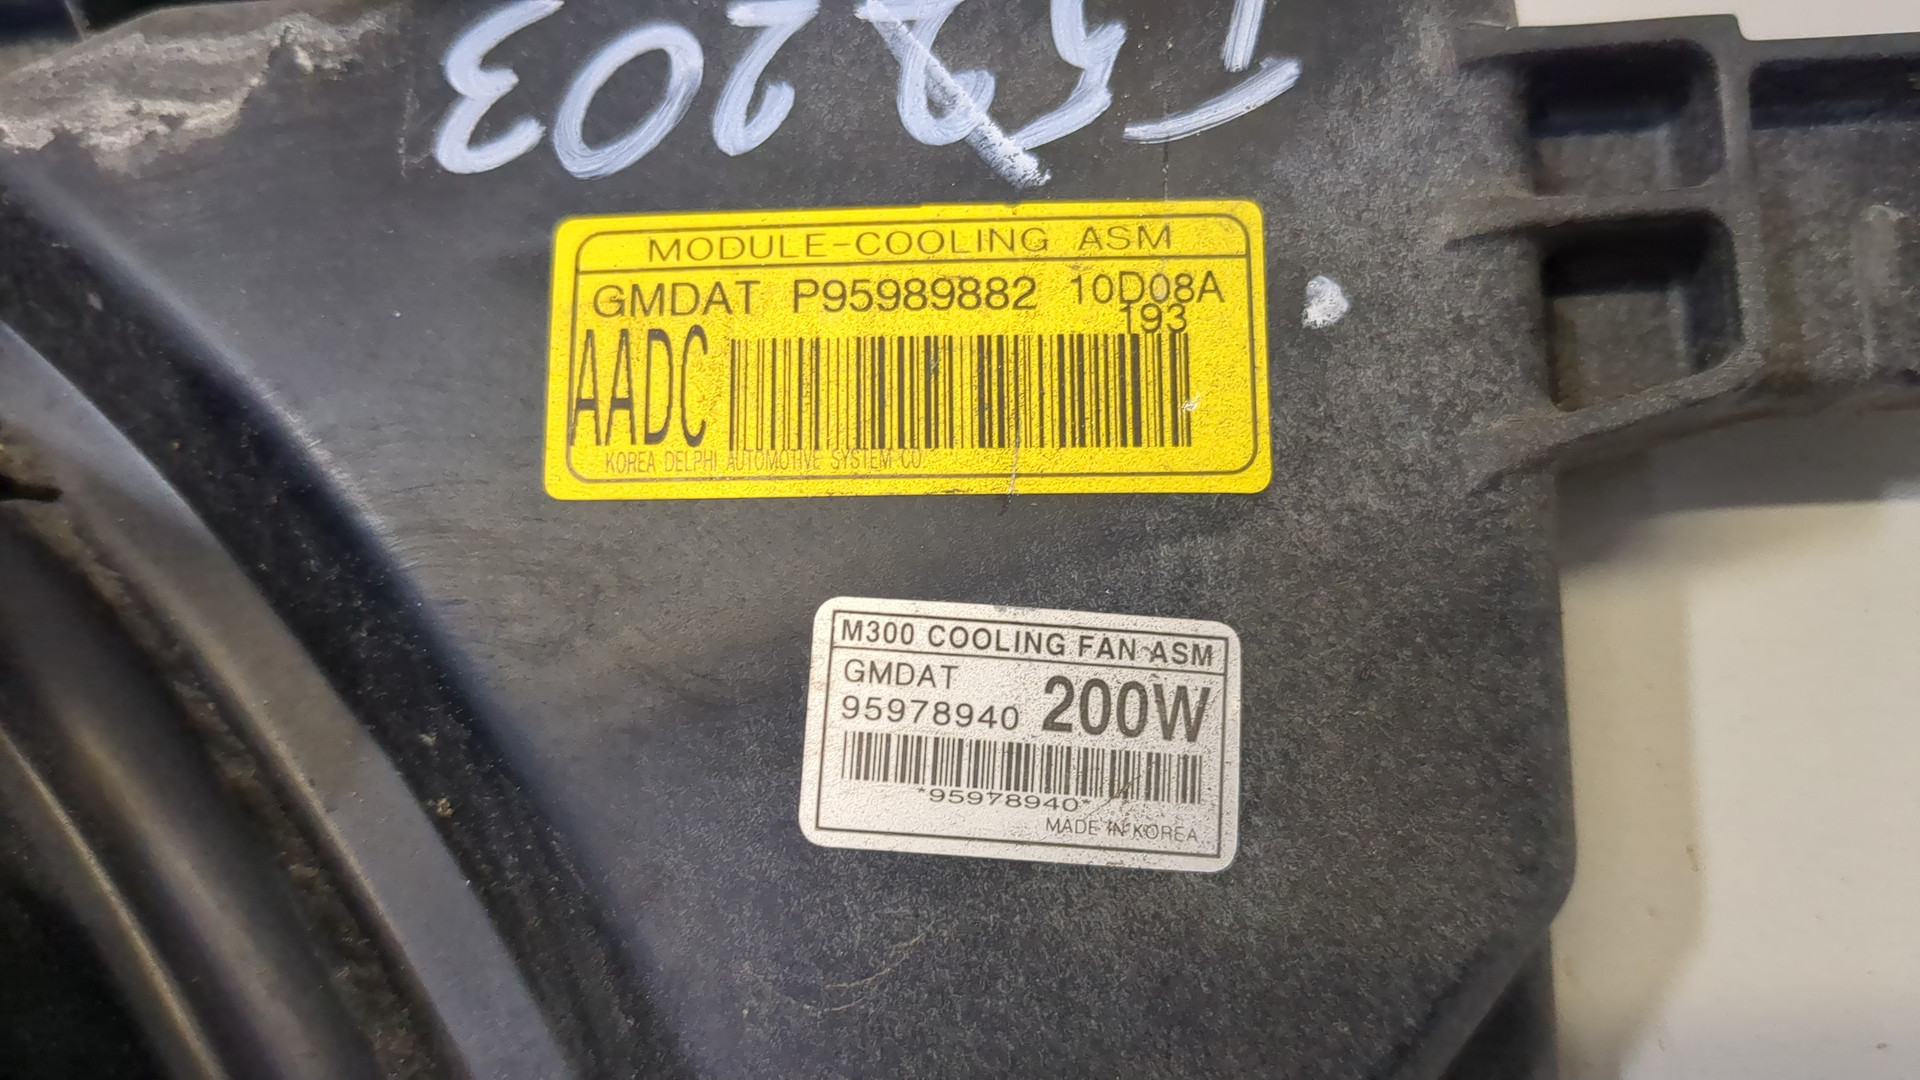 MODULE-COOLING ASM
GMDAT P95989882 10D08A
193
AADC
KOREA DELPHI AUTOMOTIVE SYSTEM CO.
M300 COOLING FAN ASM
GMDAT
95978940 200W
*95978940*
MADE IN KOREA